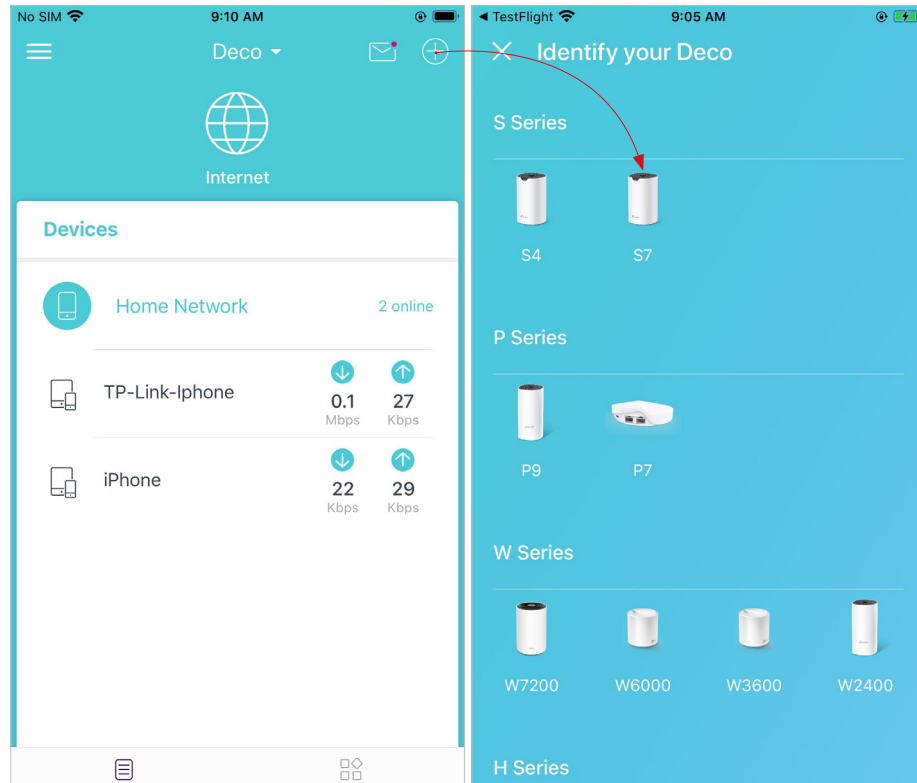 No SIM 9:10 AM
Deco
Internet
Devices
Home Network 2 online
TP-Link-Iphone 0.1 Mbps 27 Kbps
iPhone 22 Kbps 29 Kbps
TestFlight 9:05 AM
Identify your Deco
S Series
S4 S7
P Series
P9 P7
W Series
W7200 W6000 W3600 W2400
H Series